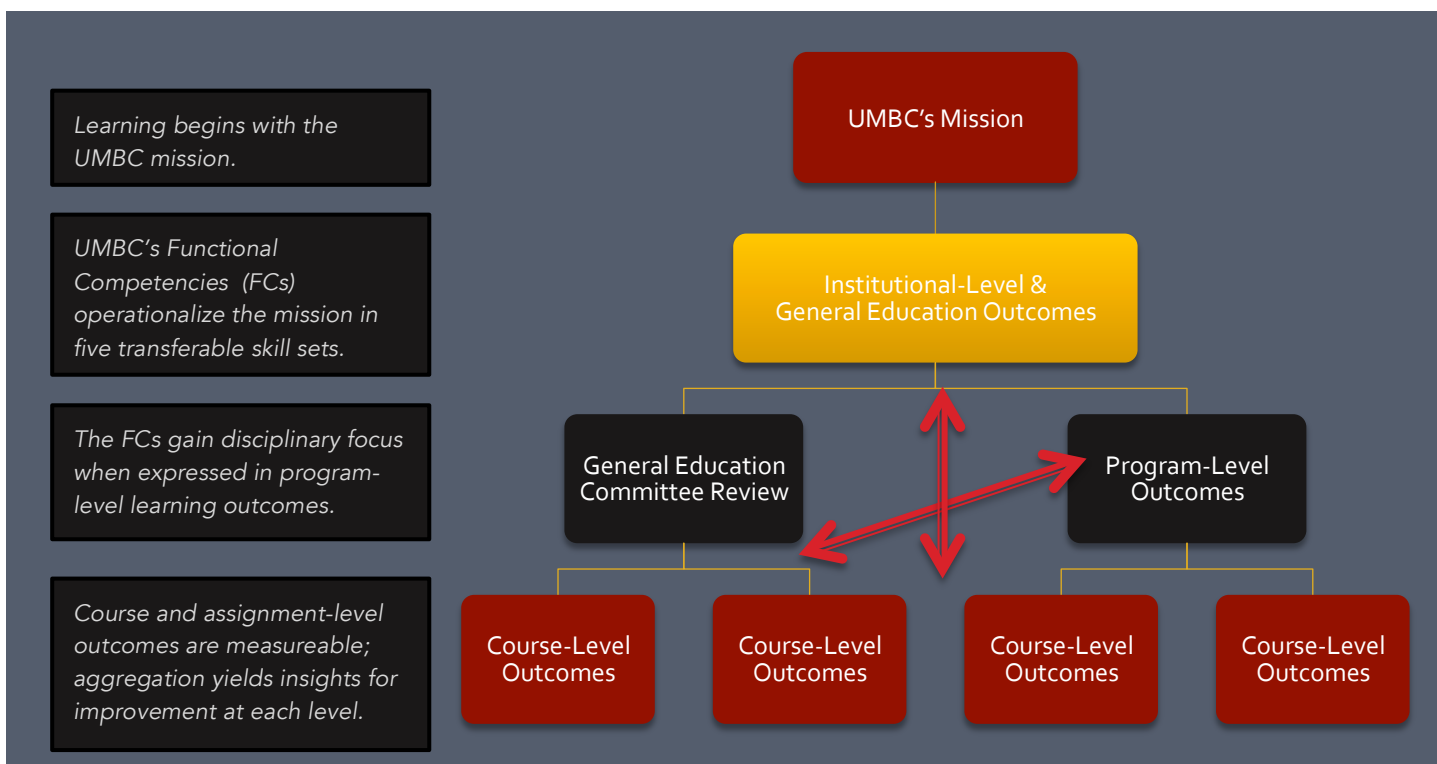 Learning begins with the
UMBC mission.
UMBC's Functional
Competencies (FCs)
operationalize the mission in
five transferable skill sets.
The FCs gain disciplinary focus
when expressed in program-
level learning outcomes.
Course and assignment-level
outcomes are measureable;
aggregation yields insights for
improvement at each level.
UMBC's Mission
Institutional-Level &
General Education Outcomes
General Education
Committee Review
Program-Level
Outcomes
Course-Level
Outcomes
Course-Level
Outcomes
Course-Level
Outcomes
Course-Level
Outcomes